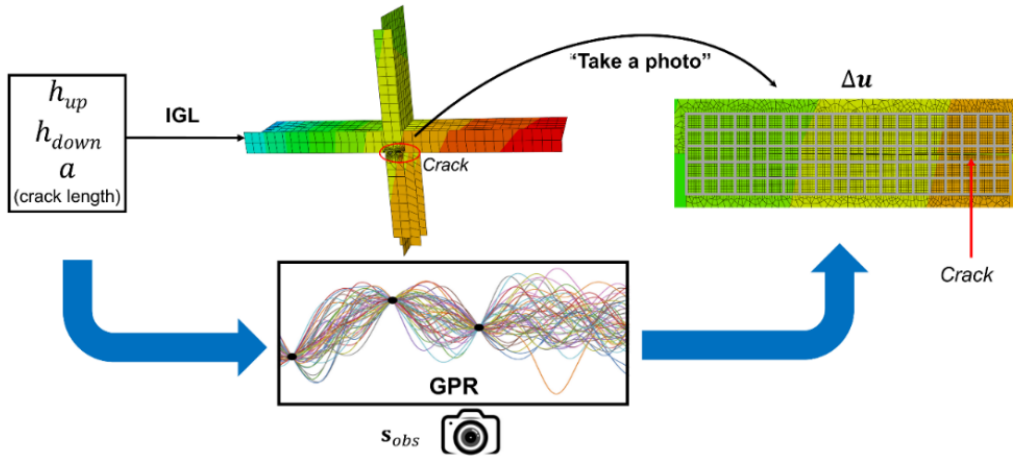 h_up
h_down
a
(crack length)
IGL
Crack
"Take a photo"
Δu
Crack
GPR
s_obs